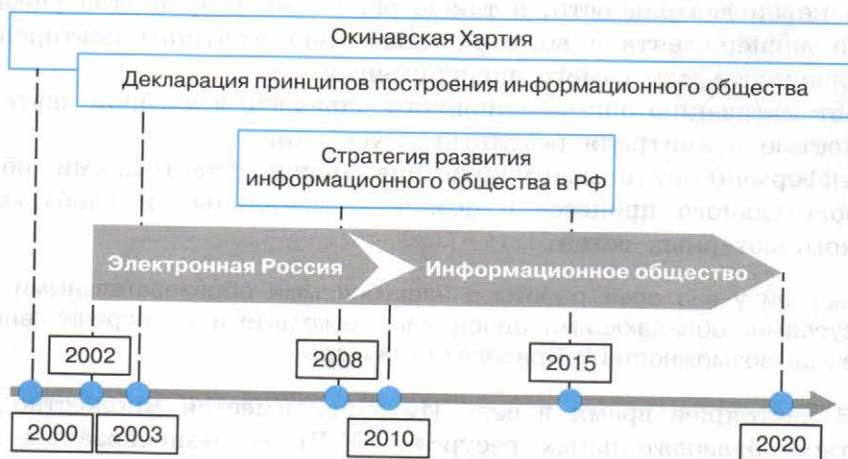 Окинавская Хартия
Декларация принципов построения информационного общества
Стратегия развития
информационного общества в РФ
Электронная Россия
Информационное общество
2002
2008
2015
2000
2003
2010
2020